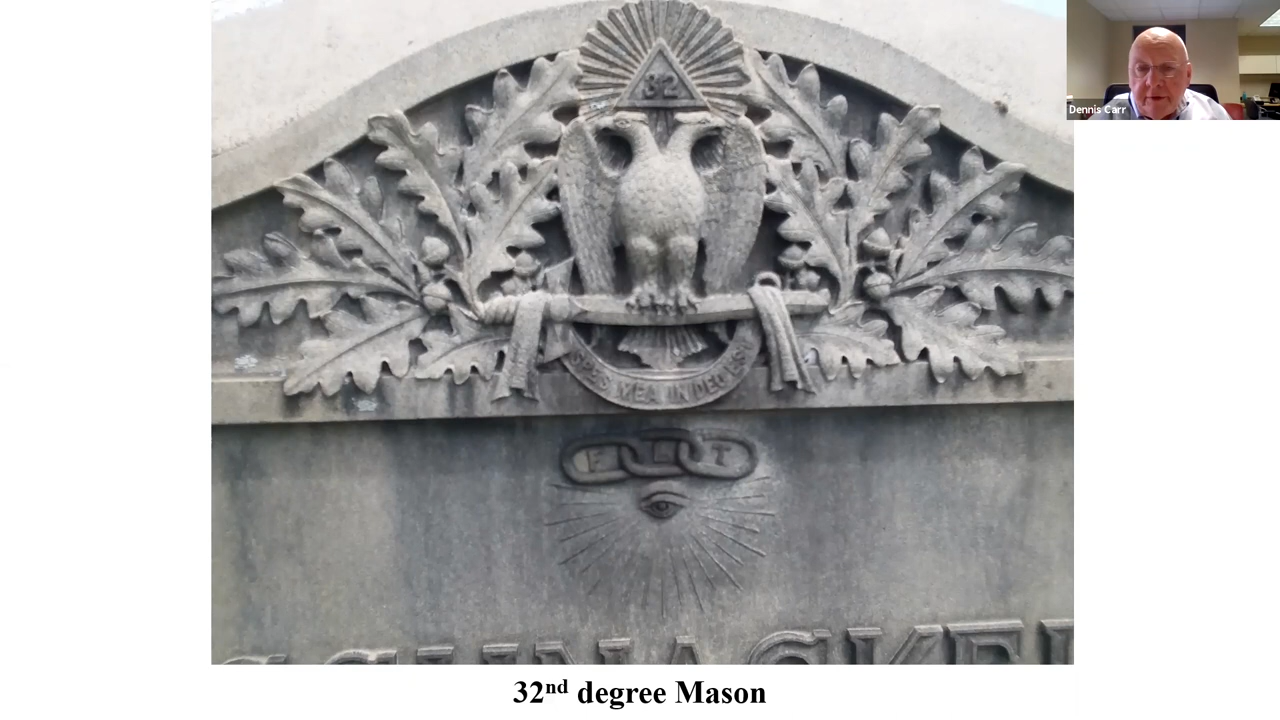 32
Dennis Carr
SPES MEA IN DEO EST
F L T
32nd degree Mason